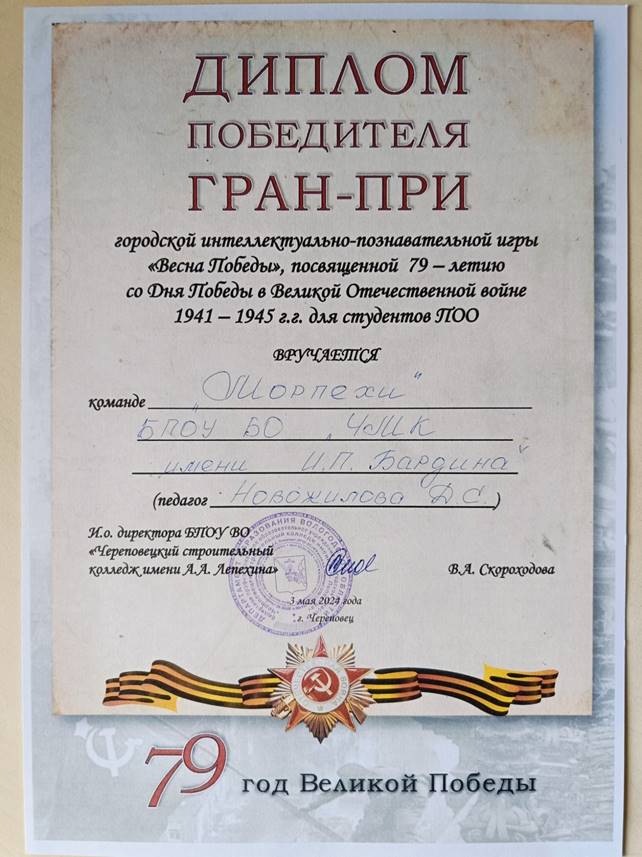 ДИПЛОМ
ПОБЕДИТЕЛЯ
ГРАН-ПРИ
городской интеллектуально-познавательной игры
«Весна Победы», посвященной 79 – летию
со Дня Победы в Великой Отечественной войне
1941 – 1945 г.г. для студентов ПОО
ВРУЧАЕТСЯ
команде „Морпехи"
БПОУ ВО „ЧМК
имени И.П. Бардина"
(педагог Новожилова Д.С.)
И.о. директора БПОУ ВО
«Череповецкий строительный
колледж имени А.А. Лепехина» В.А. Скороходова
3 мая 2024 года
г. Череповец
79 год Великой Победы